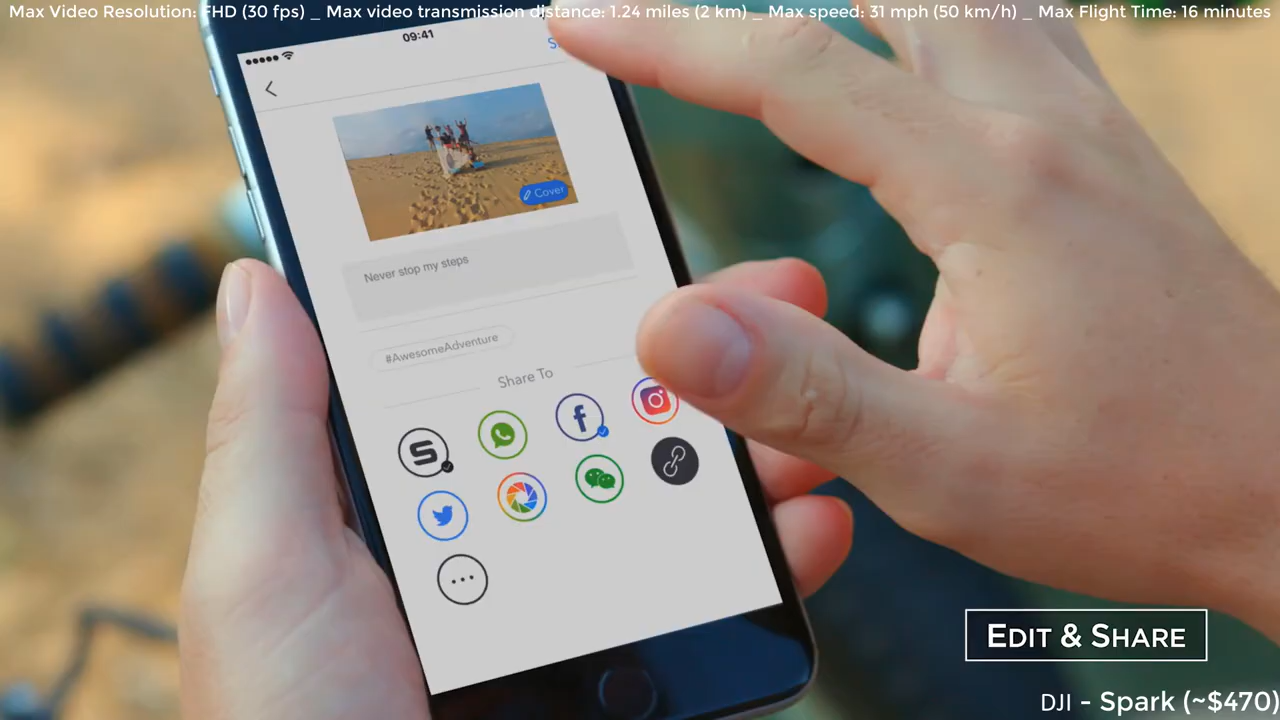 Max Video Resolution: FHD (30 fps) _ Max video transmission distance: 1.24 miles (2 km) _ Max speed: 31 mph (50 km/h) _ Max Flight Time: 16 minutes
09:41
Cover
Never stop my steps
#AwesomeAdventure
Share To
EDIT & SHARE
DJI - Spark (~$470)